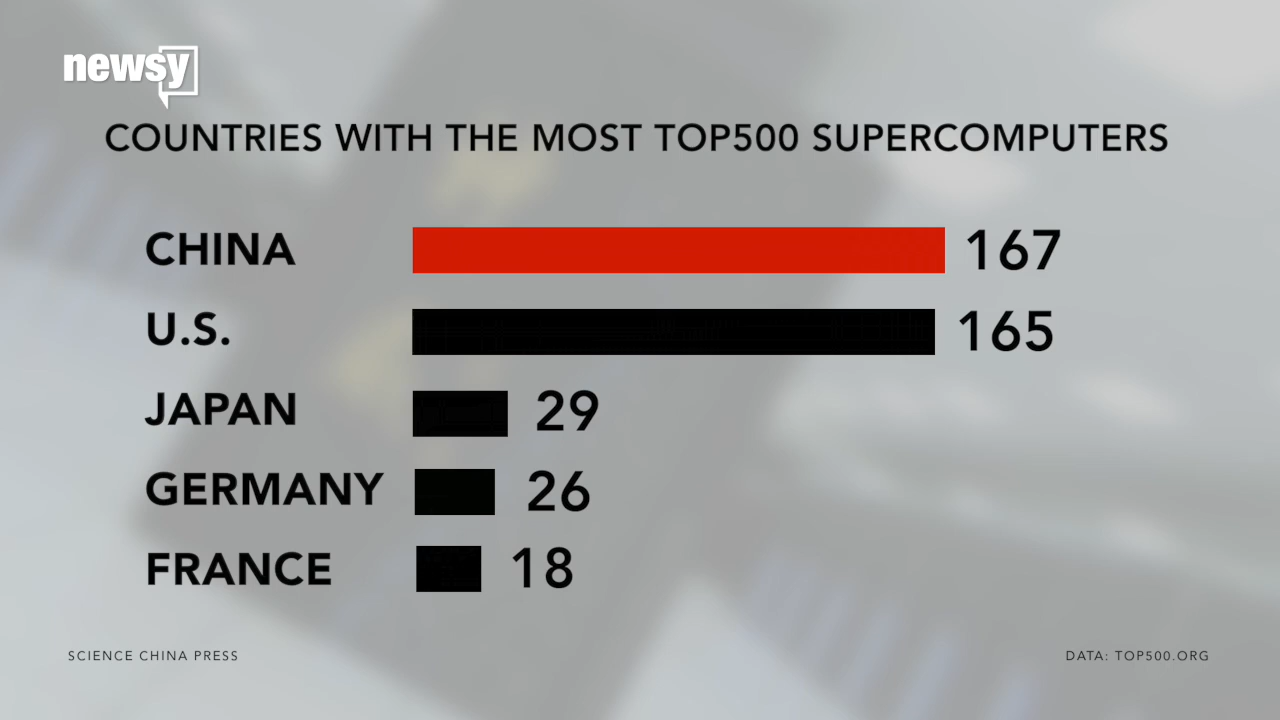 newsy
COUNTRIES WITH THE MOST TOP500 SUPERCOMPUTERS
CHINA 167
U.S. 165
JAPAN 29
GERMANY 26
FRANCE 18
SCIENCE CHINA PRESS
DATA: TOP500.ORG